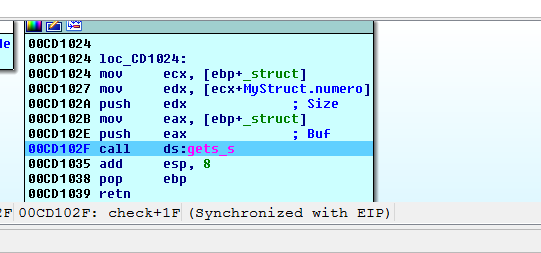 00CD1024
00CD1024 loc_CD1024:
00CD1024 mov ecx, [ebp+_struct]
00CD1027 mov edx, [ecx+MyStruct.numero]
00CD102A push edx ; Size
00CD102B mov eax, [ebp+_struct]
00CD102E push eax ; Buf
00CD102F call ds:gets_s
00CD1035 add esp, 8
00CD1038 pop ebp
00CD1039 retn
2F 00CD102F: check+1F (Synchronized with EIP)